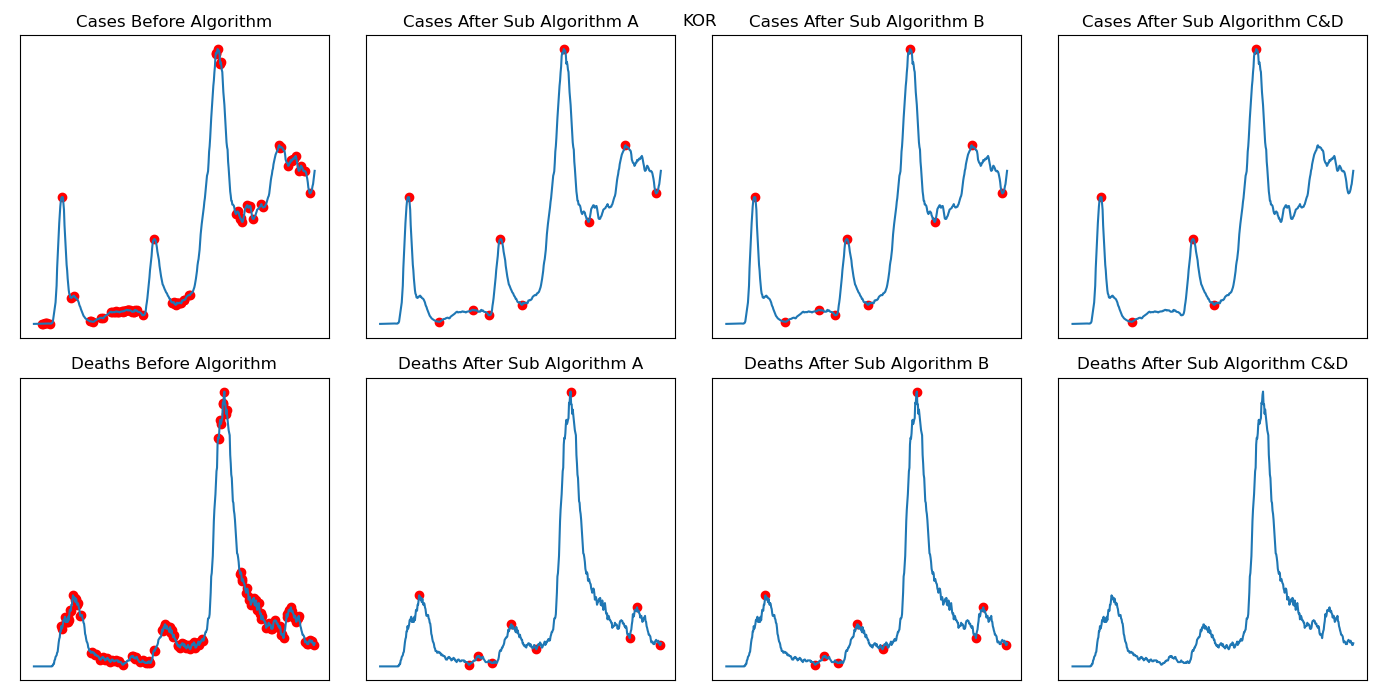 KOR
Cases Before Algorithm
Cases After Sub Algorithm A
Cases After Sub Algorithm B
Cases After Sub Algorithm C&D
Deaths Before Algorithm
Deaths After Sub Algorithm A
Deaths After Sub Algorithm B
Deaths After Sub Algorithm C&D